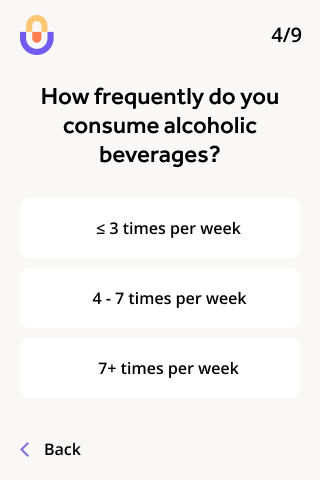 4/9
How frequently do you
consume alcoholic
beverages?
≤ 3 times per week
4 - 7 times per week
7+ times per week
Back